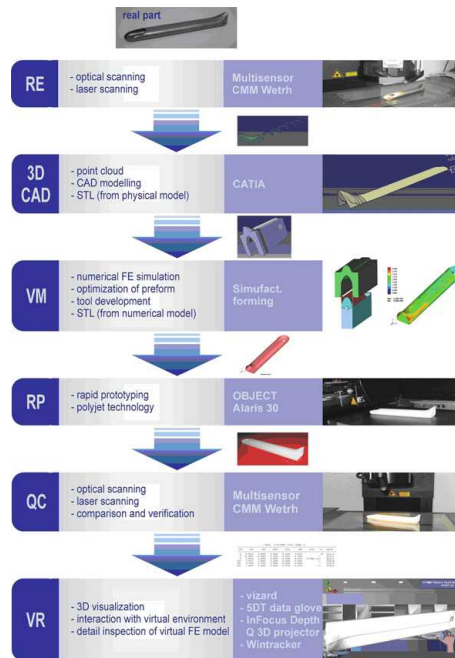 real part
RE
- optical scanning
- laser scanning
Multisensor
CMM Wetrh
3D
CAD
- point cloud
- CAD modelling
- STL (from physical model)
CATIA
VM
- numerical FE simulation
- optimization of preform
- tool development
- STL (from numerical model)
Simufact.
forming
RP
- rapid prototyping
- polyjet technology
OBJECT
Alaris 30
QC
- optical scanning
- laser scanning
- comparison and verification
Multisensor
CMM Wetrh
VR
- 3D visualization
- interaction with virtual environment
- detail inspection of virtual FE model
- vizard
- 5DT data glove
- InFocus Depth
Q 3D projector
- Wintracker